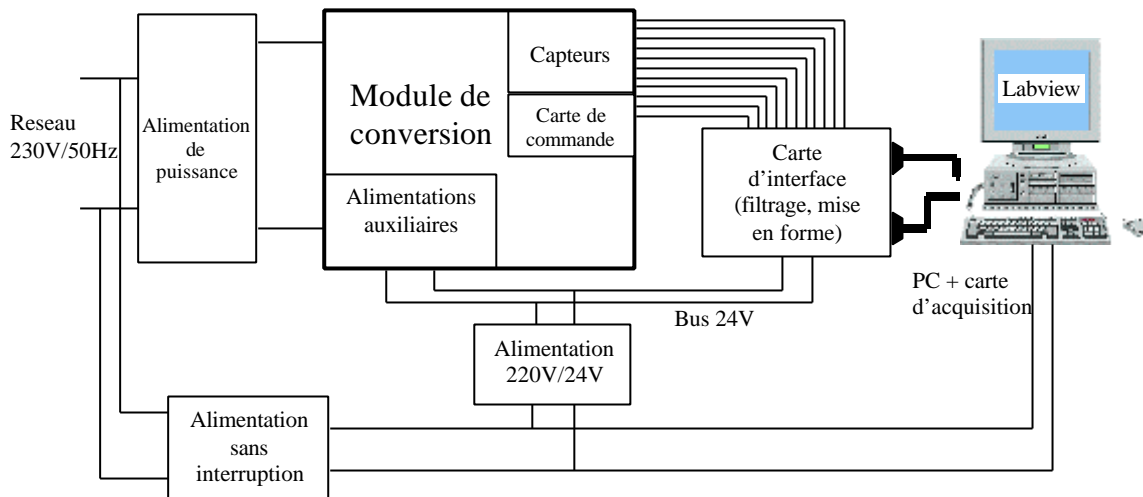 Reseau
230V/50Hz
Alimentation
de
puissance
Module de
conversion
Capteurs
Carte de
commande
Alimentations
auxiliaires
Carte
d’interface
(filtrage, mise
en forme)
Labview
PC + carte
d’acquisition
Bus 24V
Alimentation
220V/24V
Alimentation
sans
interruption